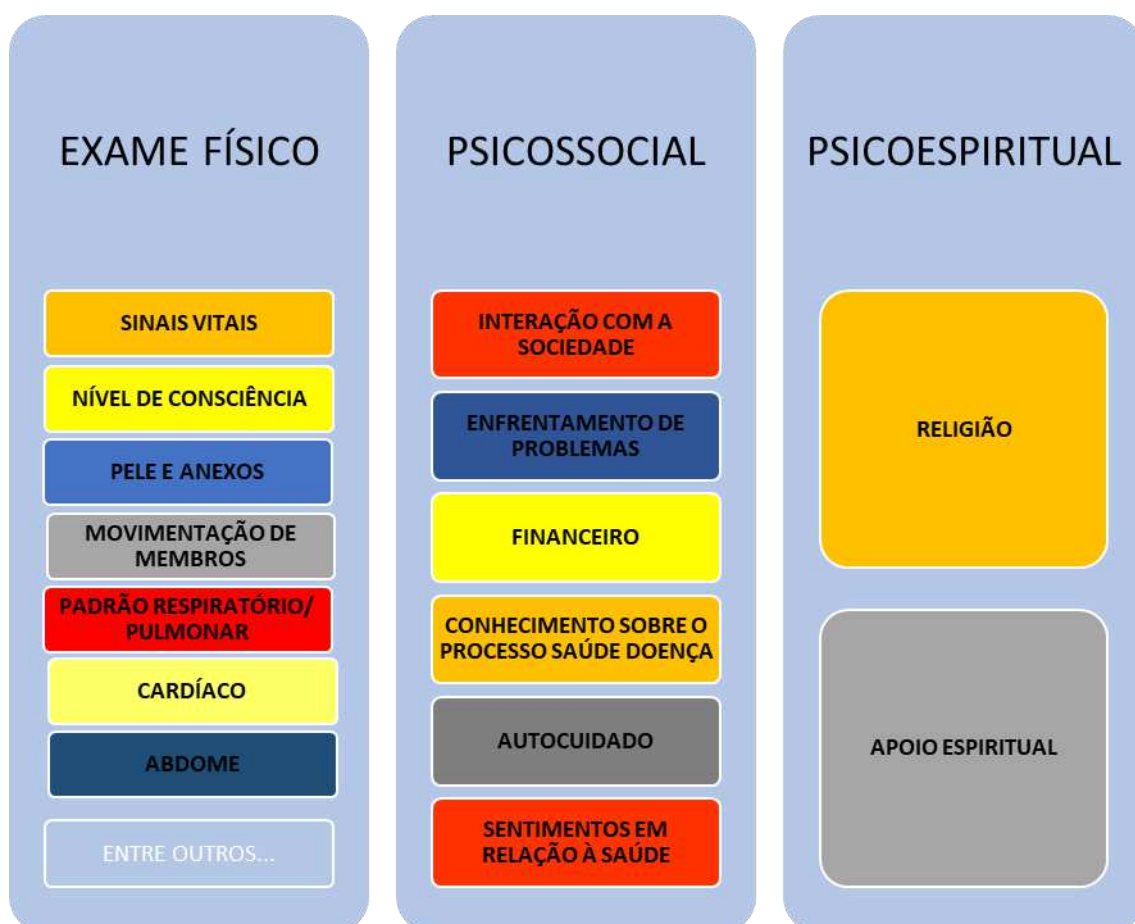 EXAME FÍSICO
SINAIS VITAIS
NÍVEL DE CONSCIÊNCIA
PELE E ANEXOS
MOVIMENTAÇÃO DE
MEMBROS
PADRÃO RESPIRATÓRIO/
PULMONAR
CARDÍACO
ABDOME
ENTRE OUTROS...
PSICOSSOCIAL
INTERAÇÃO COM A
SOCIEDADE
ENFRENTAMENTO DE
PROBLEMAS
FINANCEIRO
CONHECIMENTO SOBRE O
PROCESSO SAÚDE DOENÇA
AUTOCUIDADO
SENTIMENTOS EM
RELAÇÃO À SAÚDE
PSICOESPIRITUAL
RELIGIÃO
APOIO ESPIRITUAL